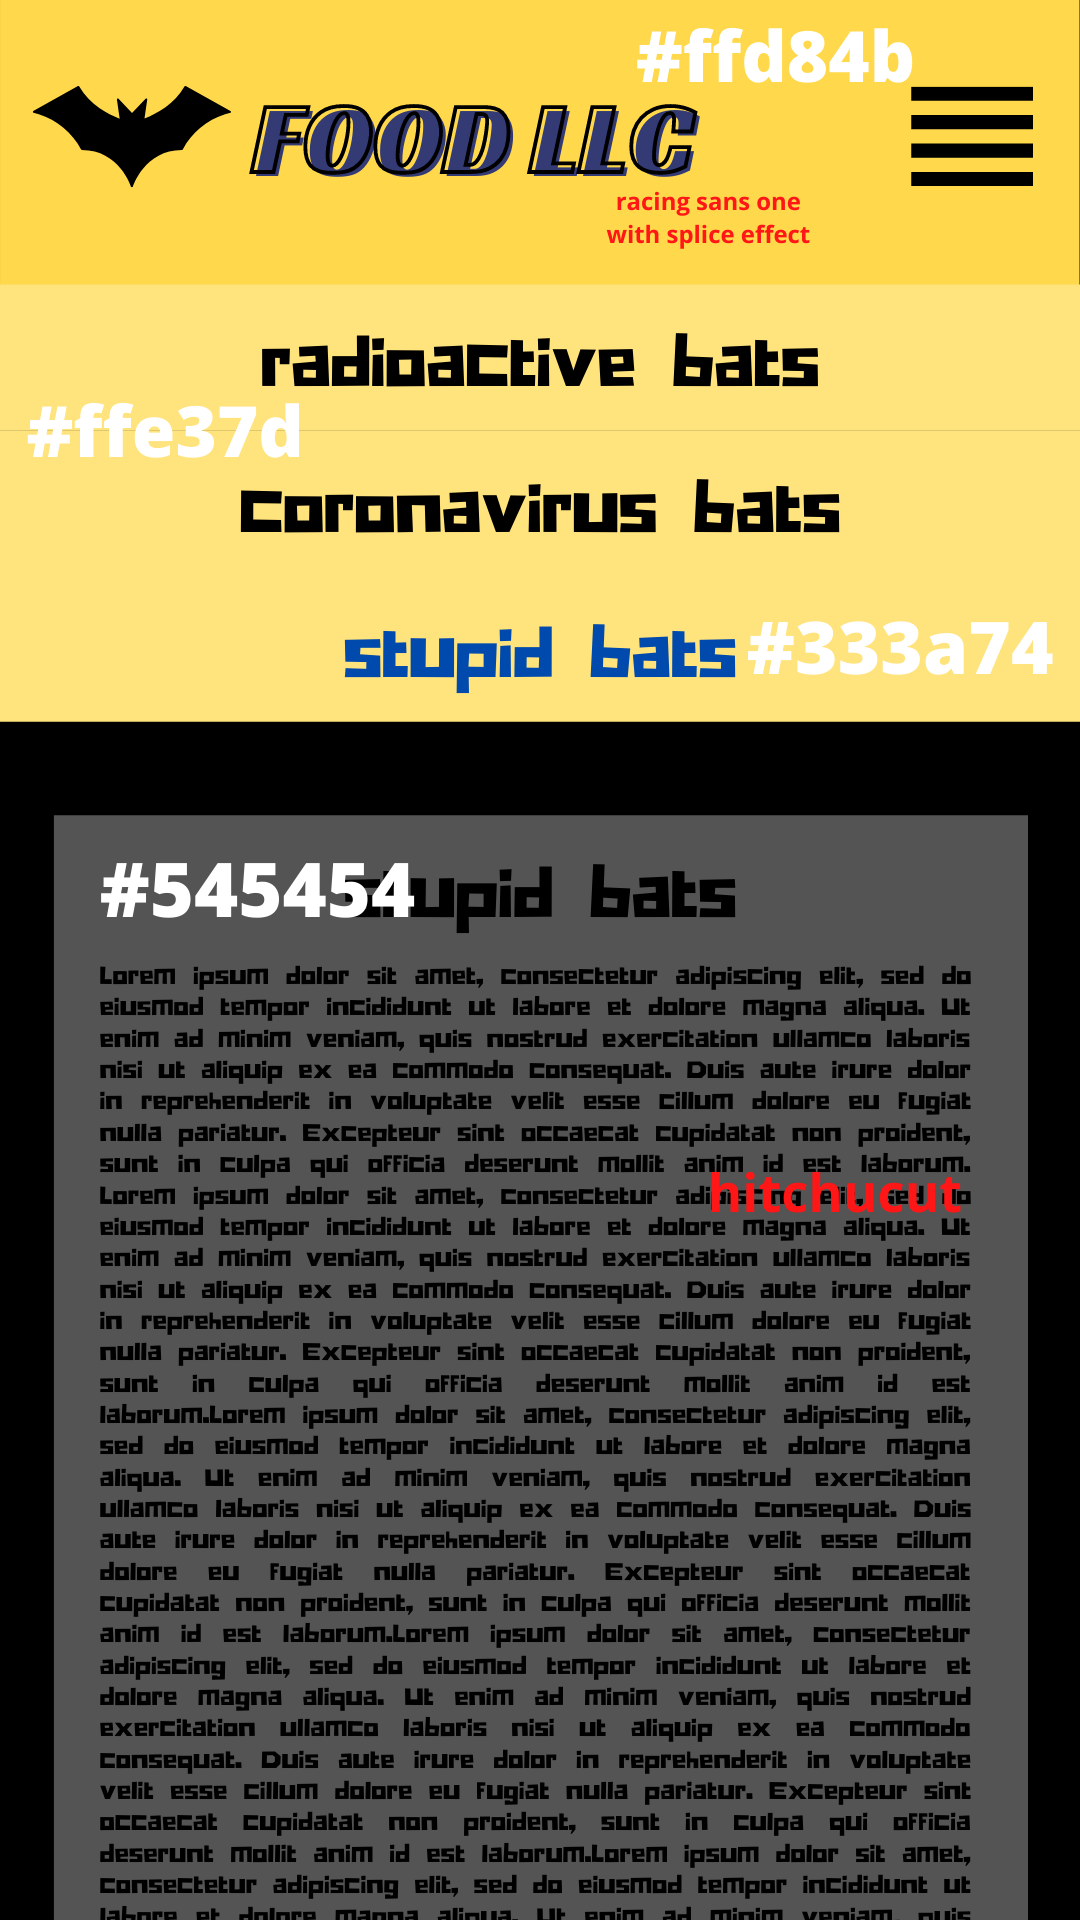 #ffd84b
FOOD LLC
racing sans one
with splice effect
radioactive bats
#ffe37d
coronavirus bats
stupid bats #333a74
#545454 stupid bats
Lorem ipsum dolor sit amet, consectetur adipiscing elit, sed do
eiusmod tempor incididunt ut labore et dolore magna aliqua. Ut
enim ad minim veniam, quis nostrud exercitation ullamco laboris
nisi ut aliquip ex ea commodo consequat. Duis aute irure dolor
in reprehenderit in voluptate velit esse cillum dolore eu fugiat
nulla pariatur. Excepteur sint occaecat cupidatat non proident,
sunt in culpa qui officia deserunt mollit anim id est laborum.
hitchucut
Lorem ipsum dolor sit amet, consectetur adipiscing elit, sed do
eiusmod tempor incididunt ut labore et dolore magna aliqua. Ut
enim ad minim veniam, quis nostrud exercitation ullamco laboris
nisi ut aliquip ex ea commodo consequat. Duis aute irure dolor
in reprehenderit in voluptate velit esse cillum dolore eu fugiat
nulla pariatur. Excepteur sint occaecat cupidatat non proident,
sunt in culpa qui officia deserunt mollit anim id est
laborum.Lorem ipsum dolor sit amet, consectetur adipiscing elit,
sed do eiusmod tempor incididunt ut labore et dolore magna
aliqua. Ut enim ad minim veniam, quis nostrud exercitation
ullamco laboris nisi ut aliquip ex ea commodo consequat. Duis
aute irure dolor in reprehenderit in voluptate velit esse cillum
dolore eu fugiat nulla pariatur. Excepteur sint occaecat
cupidatat non proident, sunt in culpa qui officia deserunt mollit
anim id est laborum.Lorem ipsum dolor sit amet, consectetur
adipiscing elit, sed do eiusmod tempor incididunt ut labore et
dolore magna aliqua. Ut enim ad minim veniam, quis nostrud
exercitation ullamco laboris nisi ut aliquip ex ea commodo
consequat. Duis aute irure dolor in reprehenderit in voluptate
velit esse cillum dolore eu fugiat nulla pariatur. Excepteur sint
occaecat cupidatat non proident, sunt in culpa qui officia
deserunt mollit anim id est laborum.Lorem ipsum dolor sit amet,
consectetur adipiscing elit, sed do eiusmod tempor incididunt ut
labore et dolore magna aliqua. Ut enim ad minim veniam, quis